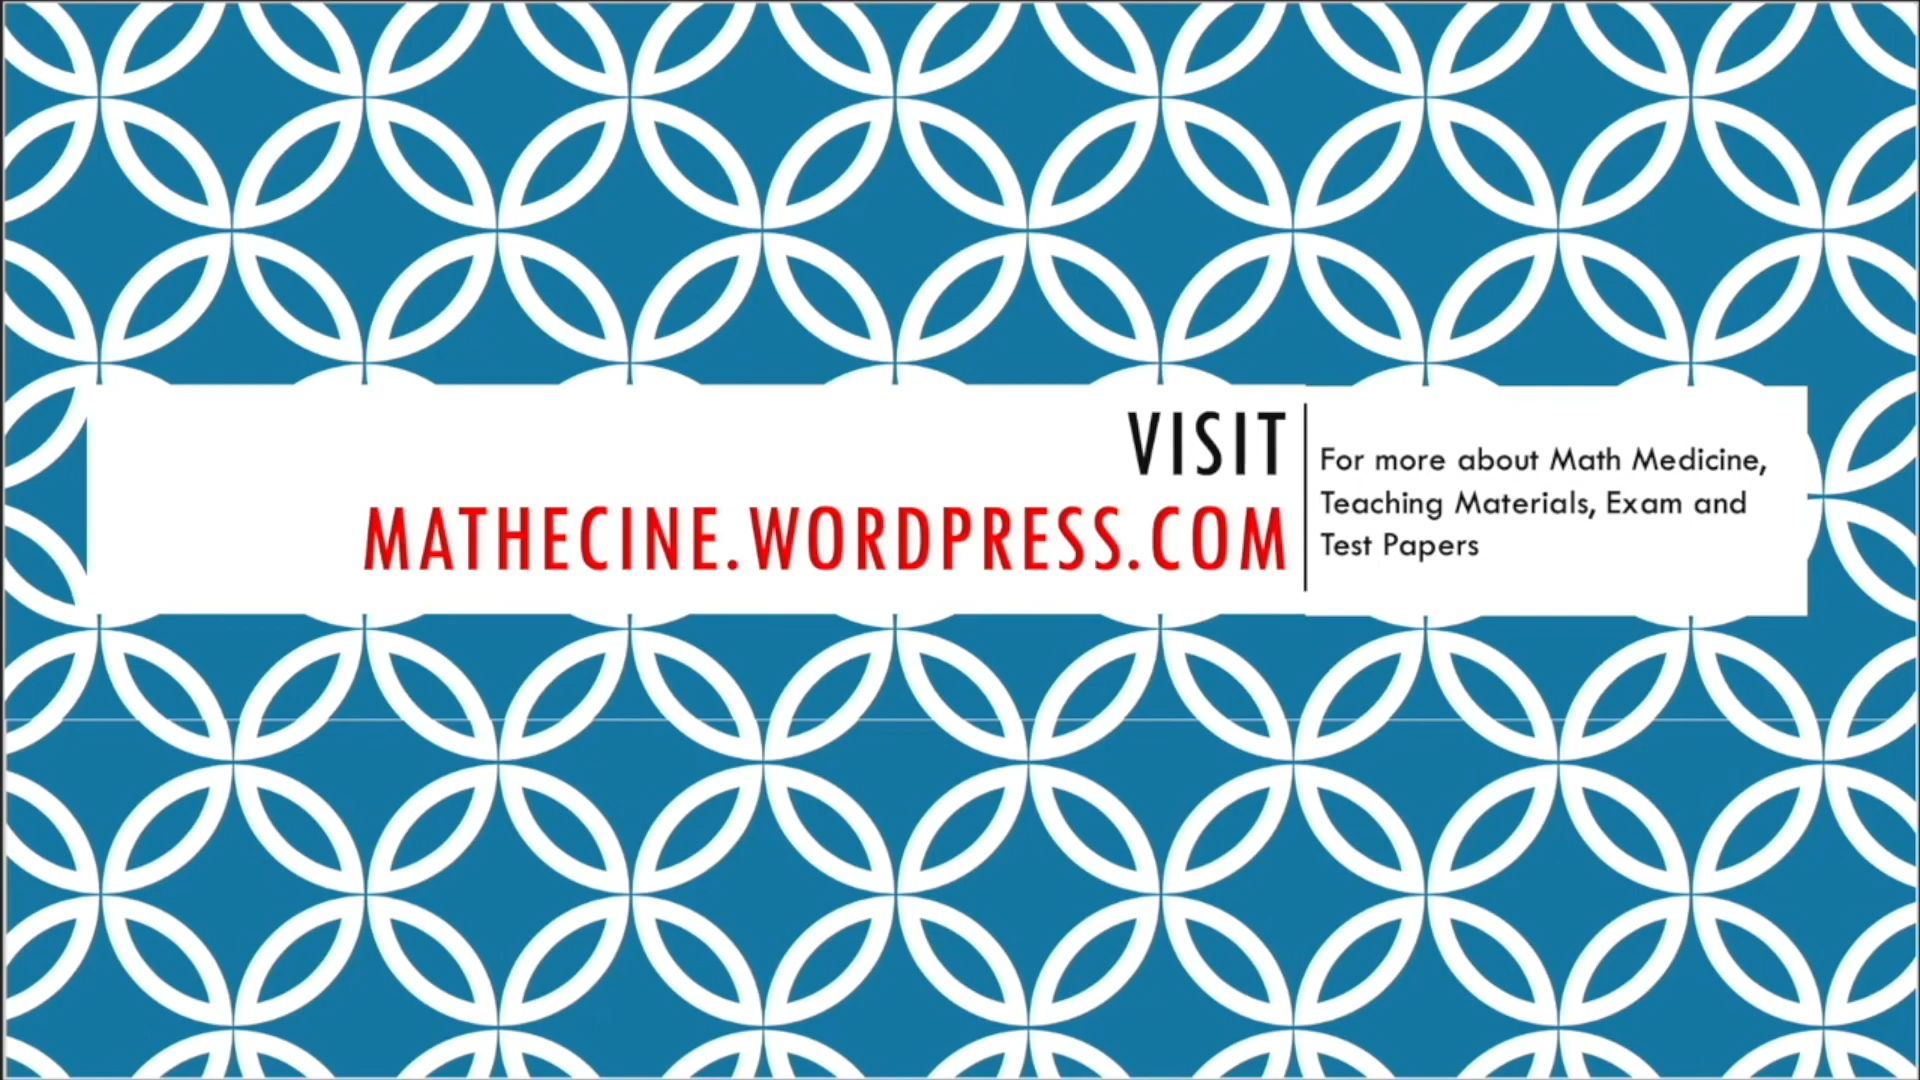 VISIT
MATHECINE.WORDPRESS.COM
For more about Math Medicine,
Teaching Materials, Exam and
Test Papers